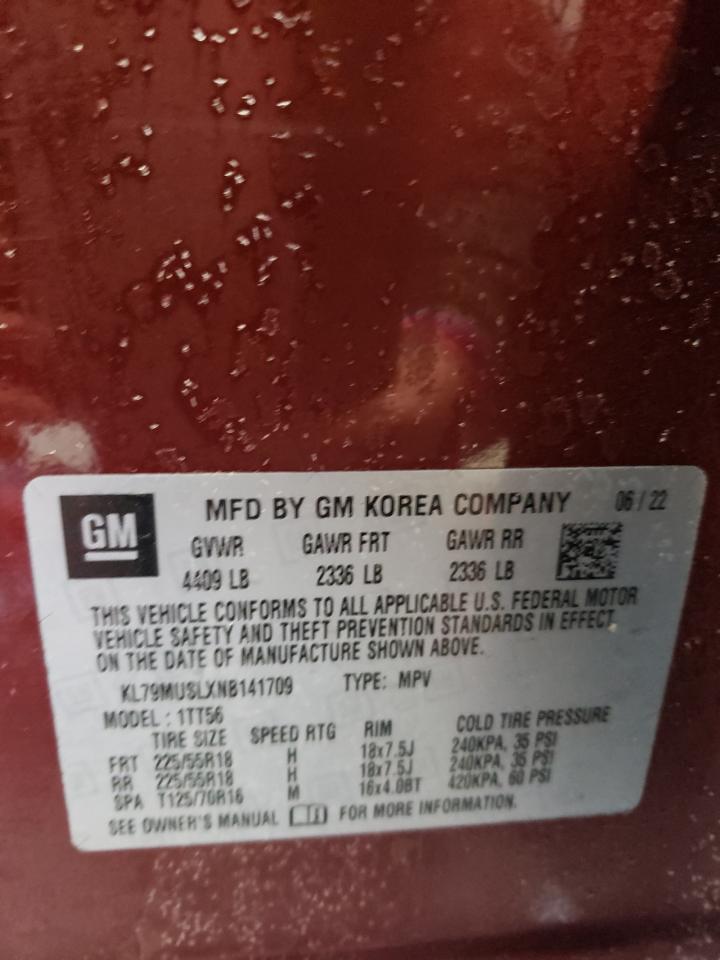 GM
MFD BY GM KOREA COMPANY 06/22
GVWR GAWR FRT GAWR RR
4409 LB 2336 LB 2336 LB
THIS VEHICLE CONFORMS TO ALL APPLICABLE U.S. FEDERAL MOTOR
VEHICLE SAFETY AND THEFT PREVENTION STANDARDS IN EFFECT
ON THE DATE OF MANUFACTURE SHOWN ABOVE.
KL79MUSLXNB141709 TYPE: MPV
MODEL : 1TT56
TIRE SIZE SPEED RTG RIM COLD TIRE PRESSURE
FRT 225/55R18 H 18x7.5J 240KPA, 35 PSI
RR 225/55R18 H 18x7.5J 240KPA, 35 PSI
SPA T125/70R16 M 16x4.0BT 420KPA, 60 PSI
SEE OWNER'S MANUAL FOR MORE INFORMATION.